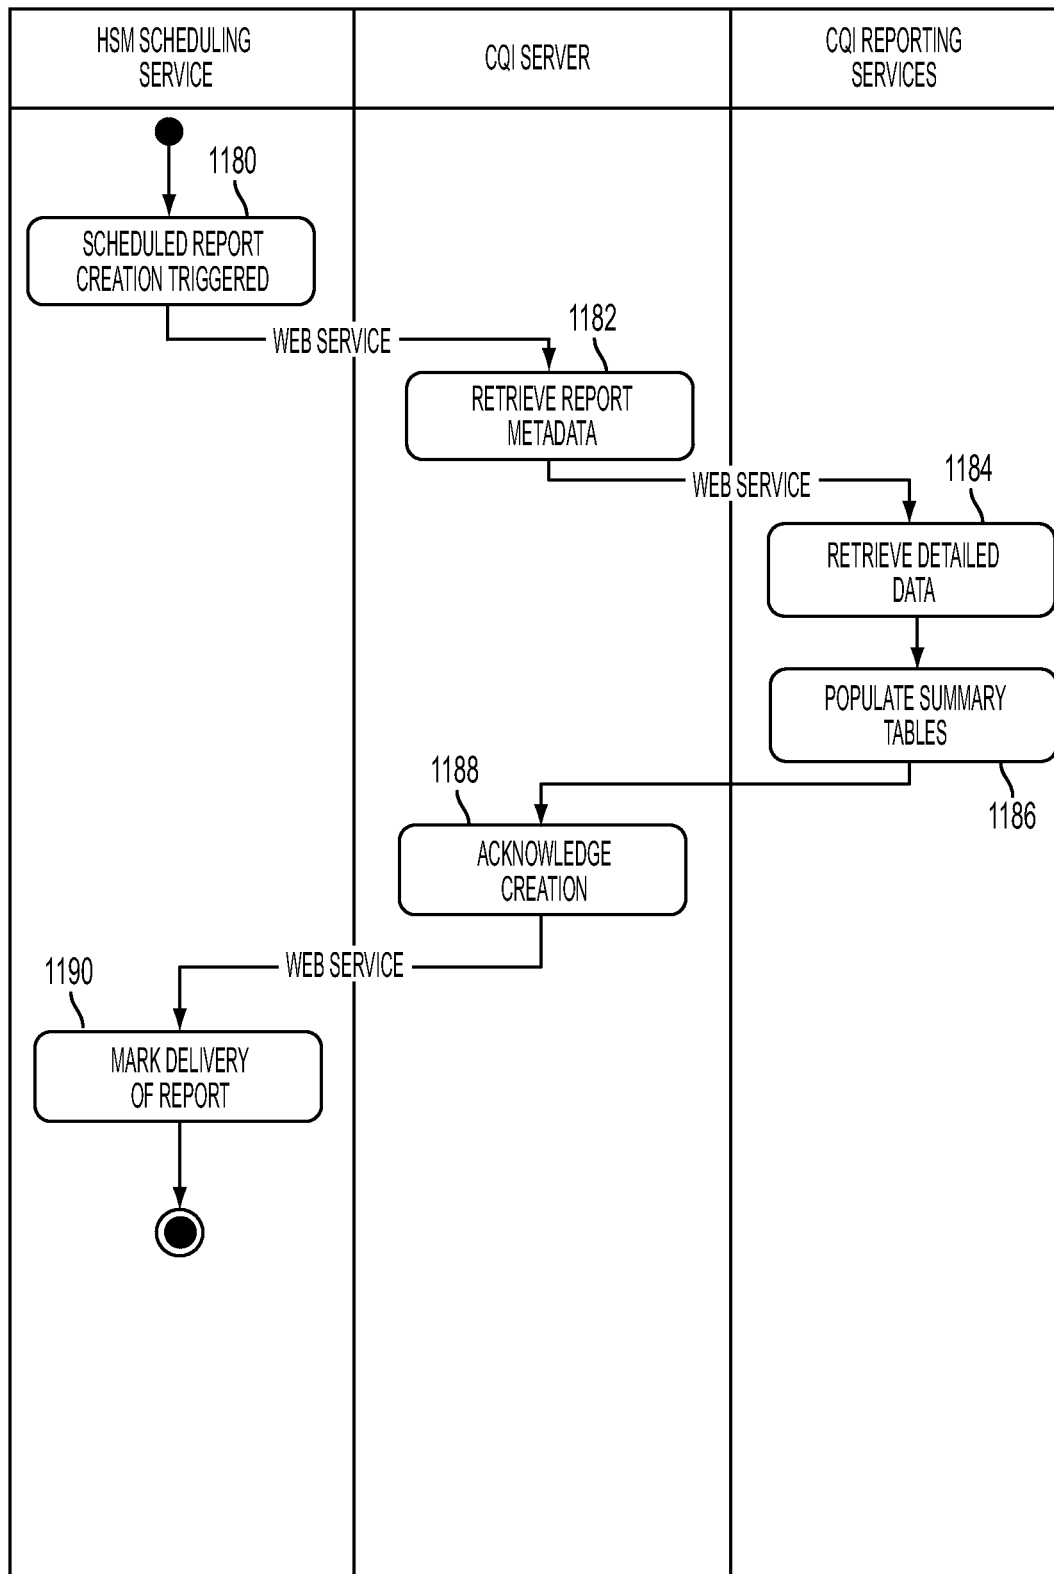 HSM SCHEDULING
SERVICE
CQI SERVER
CQI REPORTING
SERVICES
1180
SCHEDULED REPORT
CREATION TRIGGERED
WEB SERVICE
1182
RETRIEVE REPORT
METADATA
WEB SERVICE
1184
RETRIEVE DETAILED
DATA
POPULATE SUMMARY
TABLES
1186
1188
ACKNOWLEDGE
CREATION
WEB SERVICE
1190
MARK DELIVERY
OF REPORT